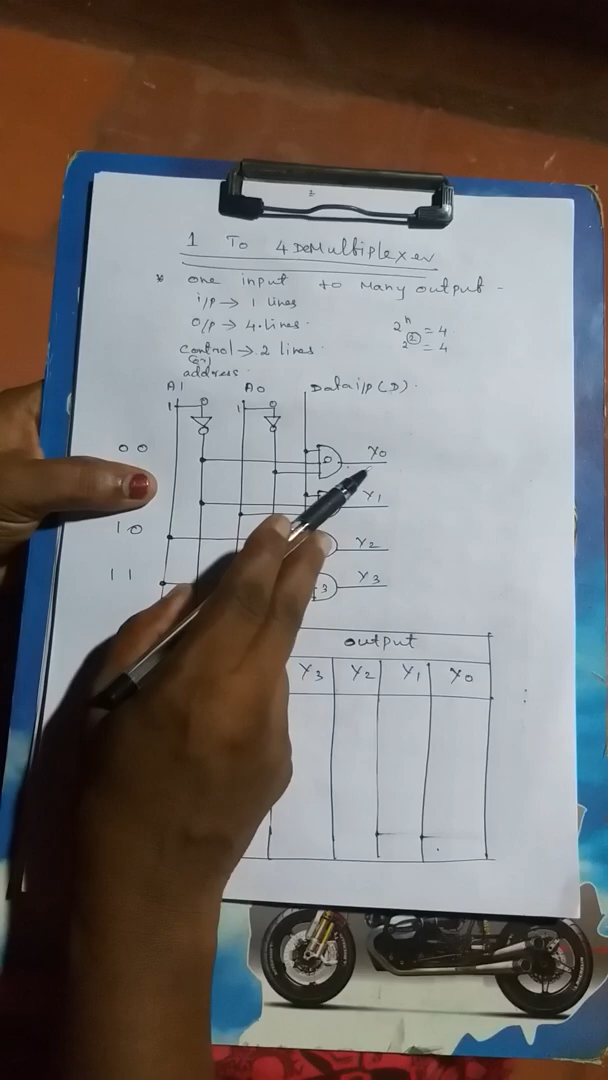 1 To 4 DeMultiplexer
* one input to Many output -
i/p → 1 lines
o/p → 4 lines.
2^n = 4
2^② = 4
control → 2 lines.
(or)
address.
A1 A0 Data i/p (D).
1 1
0 0 0 Y0
Y1
1 0 Y2
1 1 3 Y3
output
Y3 Y2 Y1 Y0